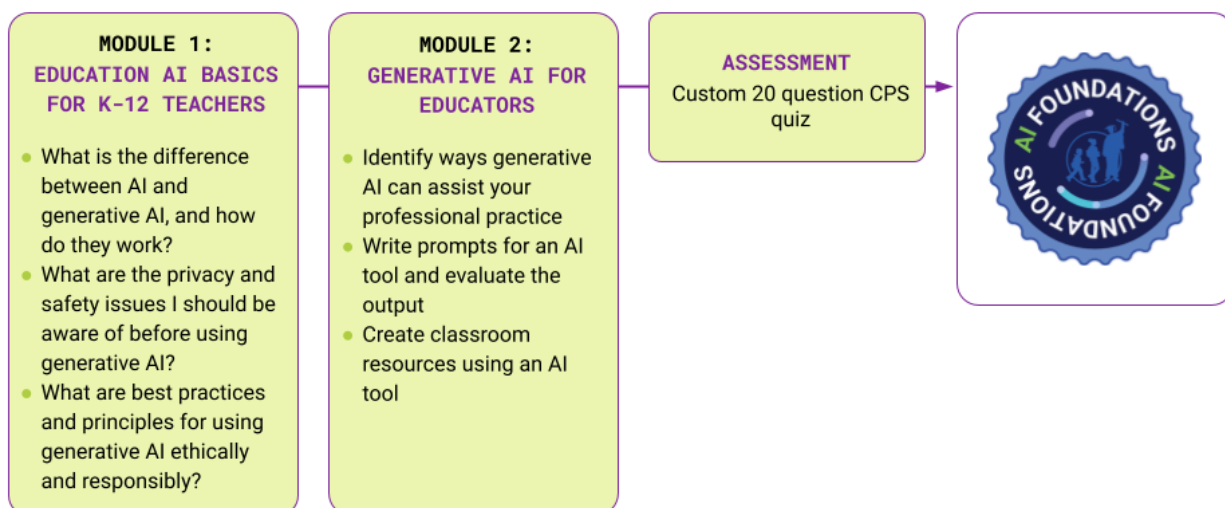 MODULE 1:
EDUCATION AI BASICS
FOR K-12 TEACHERS
What is the difference
between AI and
generative AI, and how
do they work?
What are the privacy and
safety issues I should be
aware of before using
generative AI?
What are best practices
and principles for using
generative AI ethically
and responsibly?
MODULE 2:
GENERATIVE AI FOR
EDUCATORS
Identify ways generative
AI can assist your
professional practice
Write prompts for an AI
tool and evaluate the
output
Create classroom
resources using an AI
tool
ASSESSMENT
Custom 20 question CPS
quiz
AI FOUNDATIONS
AI FOUNDATIONS